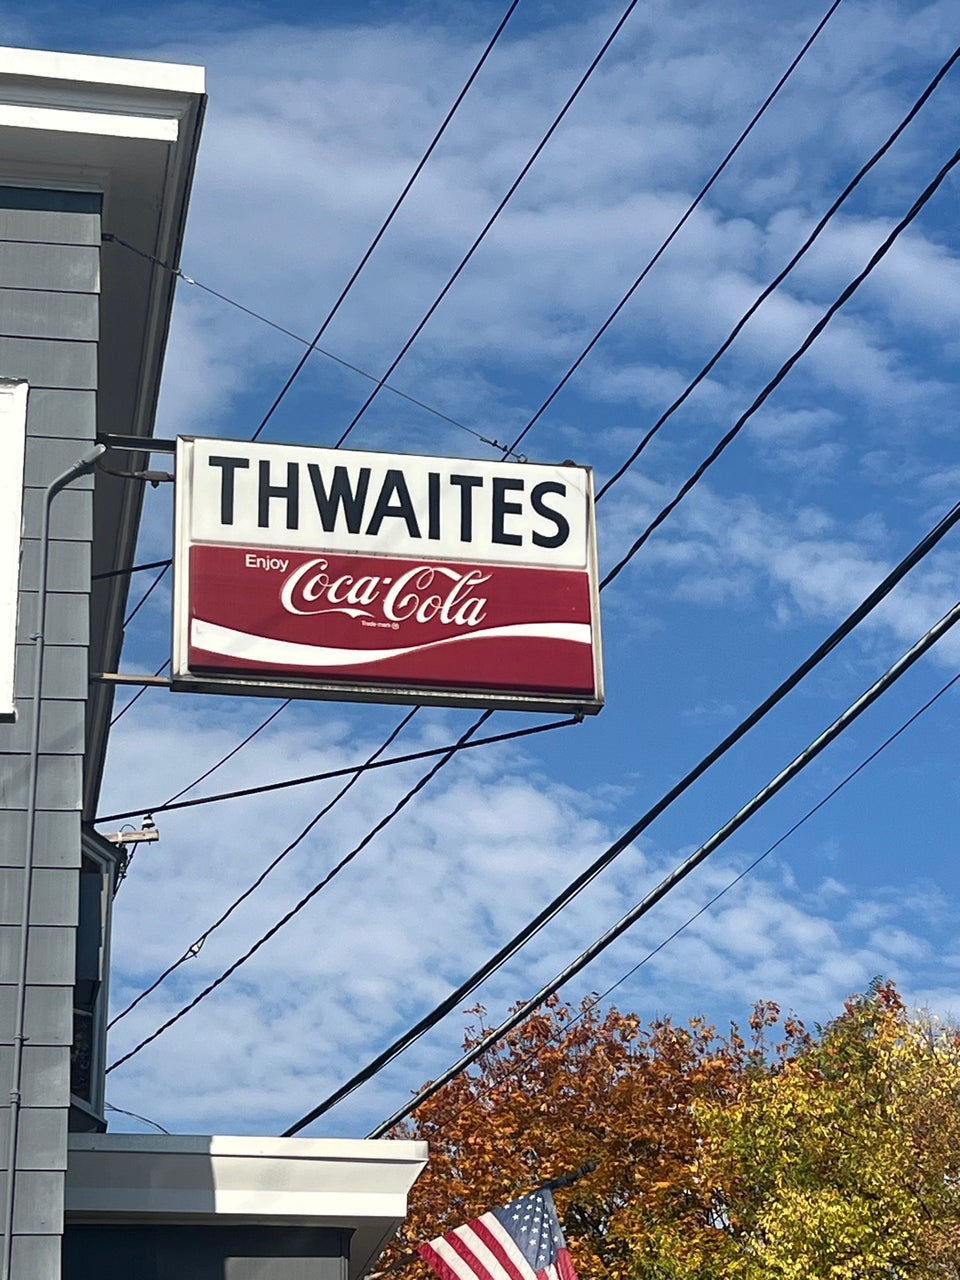 THWAITES
Enjoy
Coca-Cola
Trade-mark ®